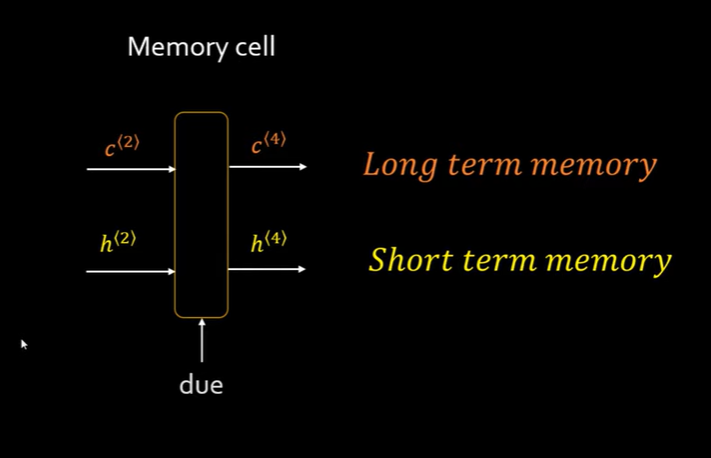 Memory cell
c⟨2⟩ c⟨4⟩ Long term memory
h⟨2⟩ h⟨4⟩ Short term memory
due